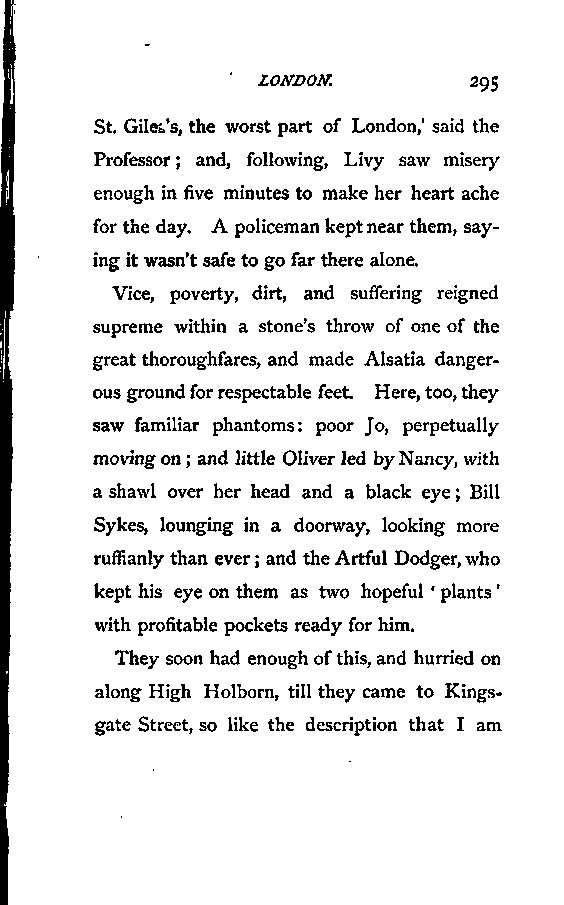 LONDON. 295
St. Giles's, the worst part of London,' said the
Professor ; and, following, Livy saw misery
enough in five minutes to make her heart ache
for the day. A policeman kept near them, say-
ing it wasn't safe to go far there alone.
Vice, poverty, dirt, and suffering reigned
supreme within a stone's throw of one of the
great thoroughfares, and made Alsatia danger-
ous ground for respectable feet. Here, too, they
saw familiar phantoms: poor Jo, perpetually
moving on ; and little Oliver led by Nancy, with
a shawl over her head and a black eye ; Bill
Sykes, lounging in a doorway, looking more
ruffianly than ever ; and the Artful Dodger, who
kept his eye on them as two hopeful ' plants '
with profitable pockets ready for him.
They soon had enough of this, and hurried on
along High Holborn, till they came to Kings-
gate Street, so like the description that I am